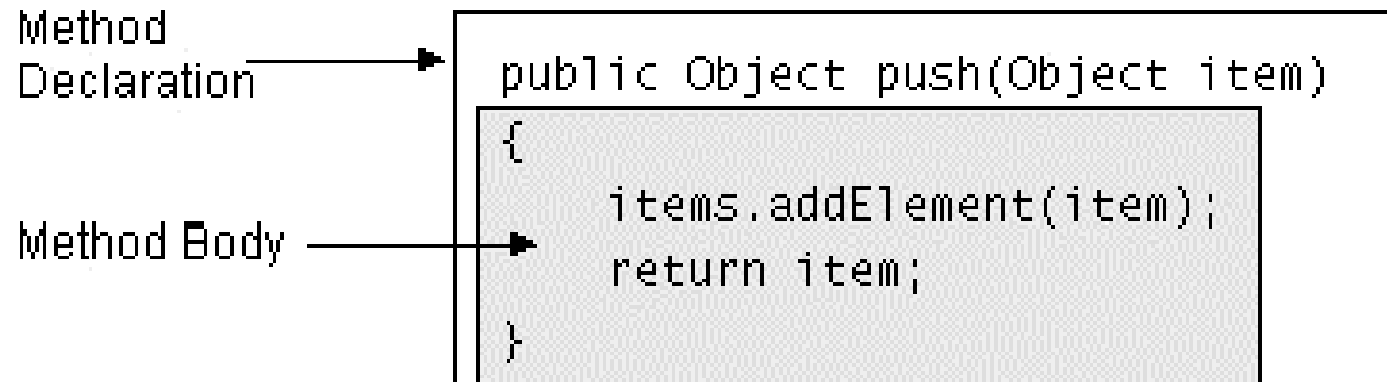 Method
Declaration
public Object push(Object item)
{
items.addElement(item);
Method Body
return item;
}